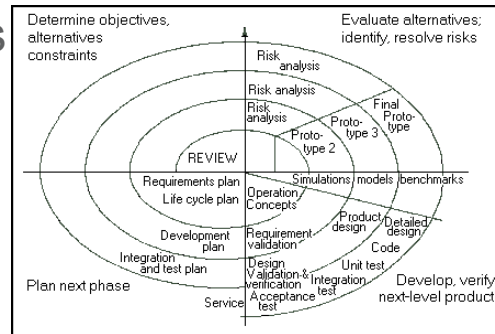 S
Determine objectives,
alternatives
constraints
Evaluate alternatives;
identify, resolve risks
Risk
analysis
Risk analysis
Risk
analysis
Final
Proto-
type
Proto-
type 3
Proto-
type 2
REVIEW
Requirements plan
Life cycle plan
Simulations
models
benchmarks
Operation
Concepts
Development
plan
Requirement
validation
Product
design
Detailed
design
Integration
and test plan
Design
Validation &
verification
Code
Unit test
Integration
test
Acceptance
test
Service
Plan next phase
Develop, verify
next-level product